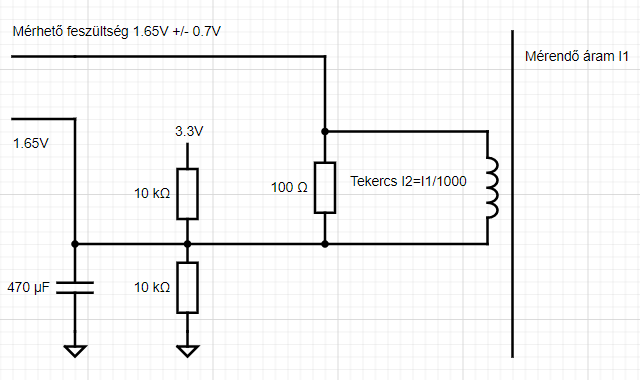 Mérhető feszültség 1.65V +/- 0.7V
Mérendő áram I1
1.65V
3.3V
10 kΩ
100 Ω
Tekercs I2=I1/1000
470 µF
10 kΩ